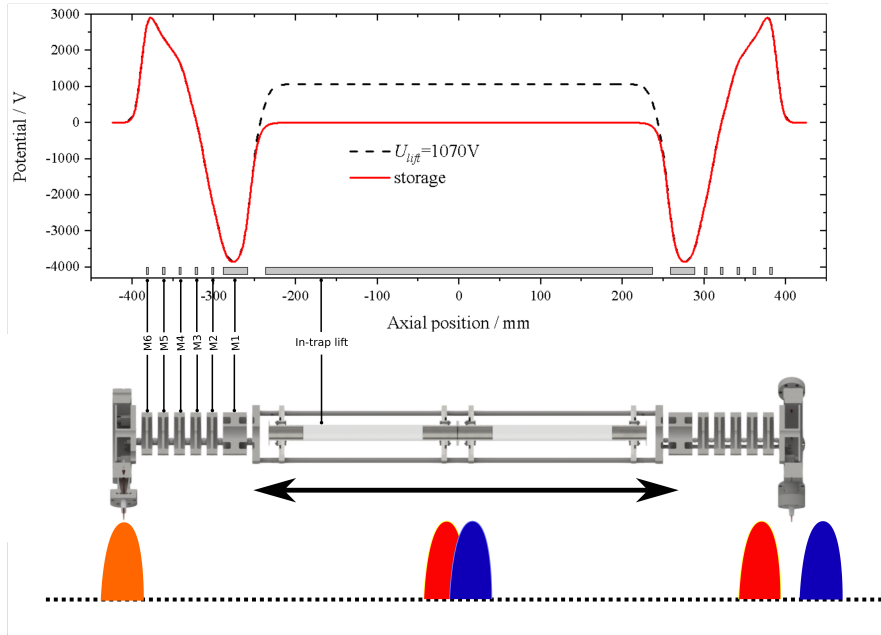 3000
2000
1000
0
-1000
-2000
-3000
-4000
Potential / V
U_lift=1070V
storage
-400
-300
-200
-100
0
100
200
300
400
Axial position / mm
M6
M5
M4
M3
M2
M1
In-trap lift